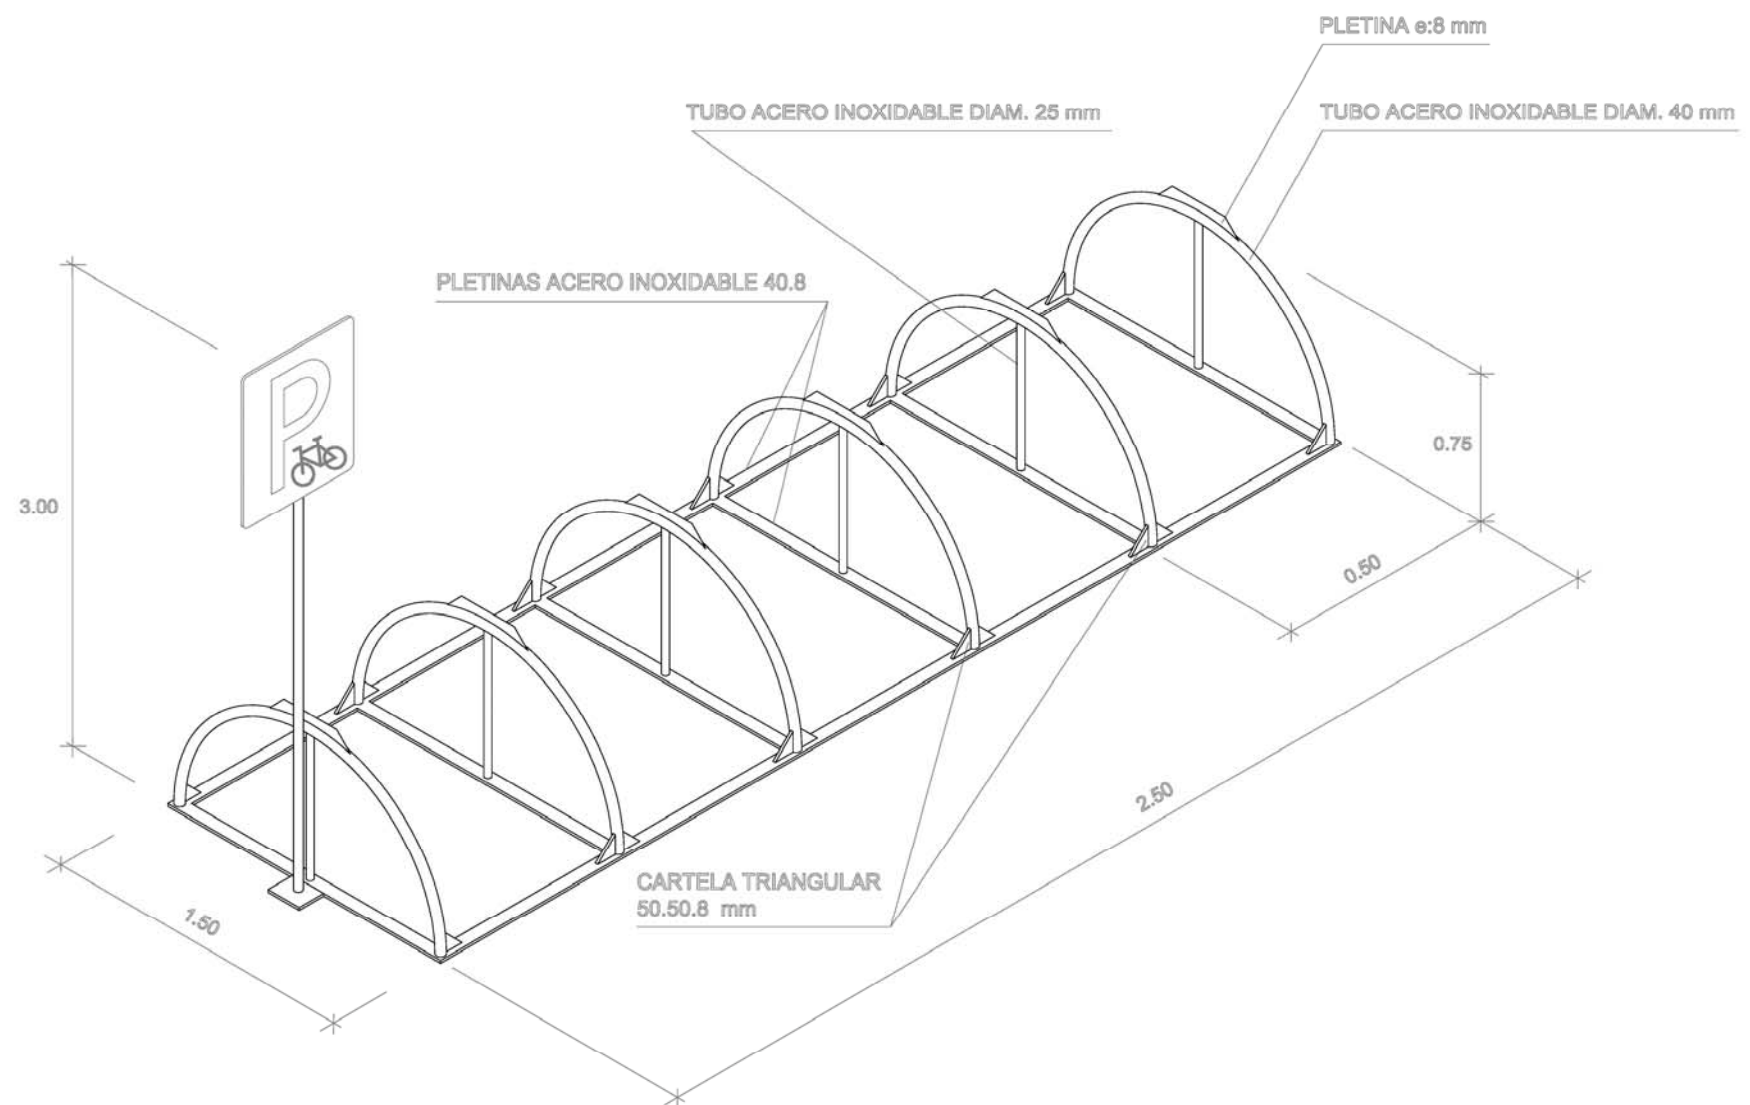 PLETINA e:8 mm
TUBO ACERO INOXIDABLE DIAM. 25 mm
TUBO ACERO INOXIDABLE DIAM. 40 mm
PLETINAS ACERO INOXIDABLE 40.8
P
3.00
0.75
0.50
2.50
CARTELA TRIANGULAR
50.50.8 mm
1.50